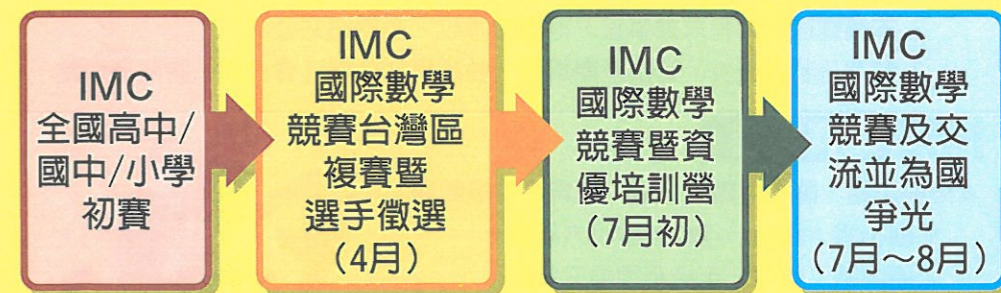 IMC
全國高中/
國中/小學
初賽
IMC
國際數學
競賽台灣區
複賽暨
選手徵選
(4月)
IMC
國際數學
競賽暨資
優培訓營
(7月初)
IMC
國際數學
競賽及交
流並為國
爭光
(7月～8月)